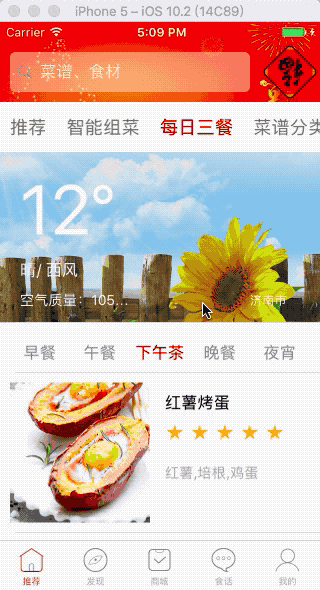 iPhone 5 – iOS 10.2 (14C89)
Carrier 5:09 PM
菜谱、食材
福
推荐 智能组菜 每日三餐 菜谱分类
12°
晴/ 西风
空气质量：105... 济南市
早餐 午餐 下午茶 晚餐 夜宵
红薯烤蛋
红薯,培根,鸡蛋
推荐 发现 商城 食话 我的